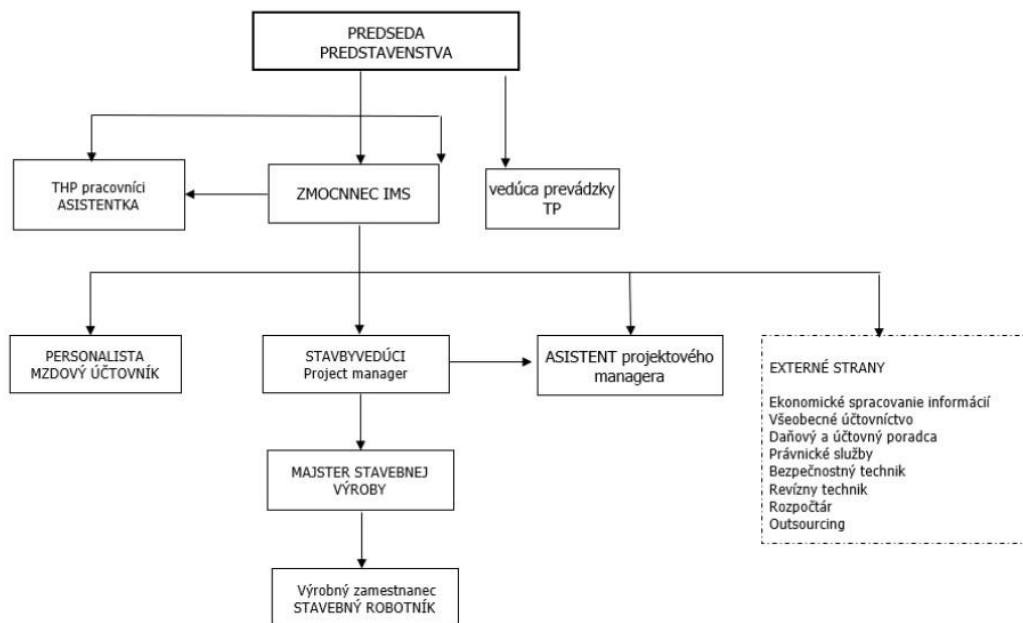 PREDSEDA
PREDSTAVENSTVA
THP pracovníci
ASISTENTKA
ZMOCNNEC IMS
vedúca prevádzky
TP
PERSONALISTA
MZDOVÝ ÚČTOVNÍK
STAVBYVEDÚCI
Project manager
ASISTENT projektového
managera
EXTERNÉ STRANY
Ekonomické spracovanie informácií
Všeobecné účtovníctvo
Daňový a účtovný poradca
Právnické služby
Bezpečnostný technik
Revízny technik
Rozpočtár
Outsourcing
MAJSTER STAVEBNEJ
VÝROBY
Výrobný zamestnanec
STAVEBNÝ ROBOTNÍK